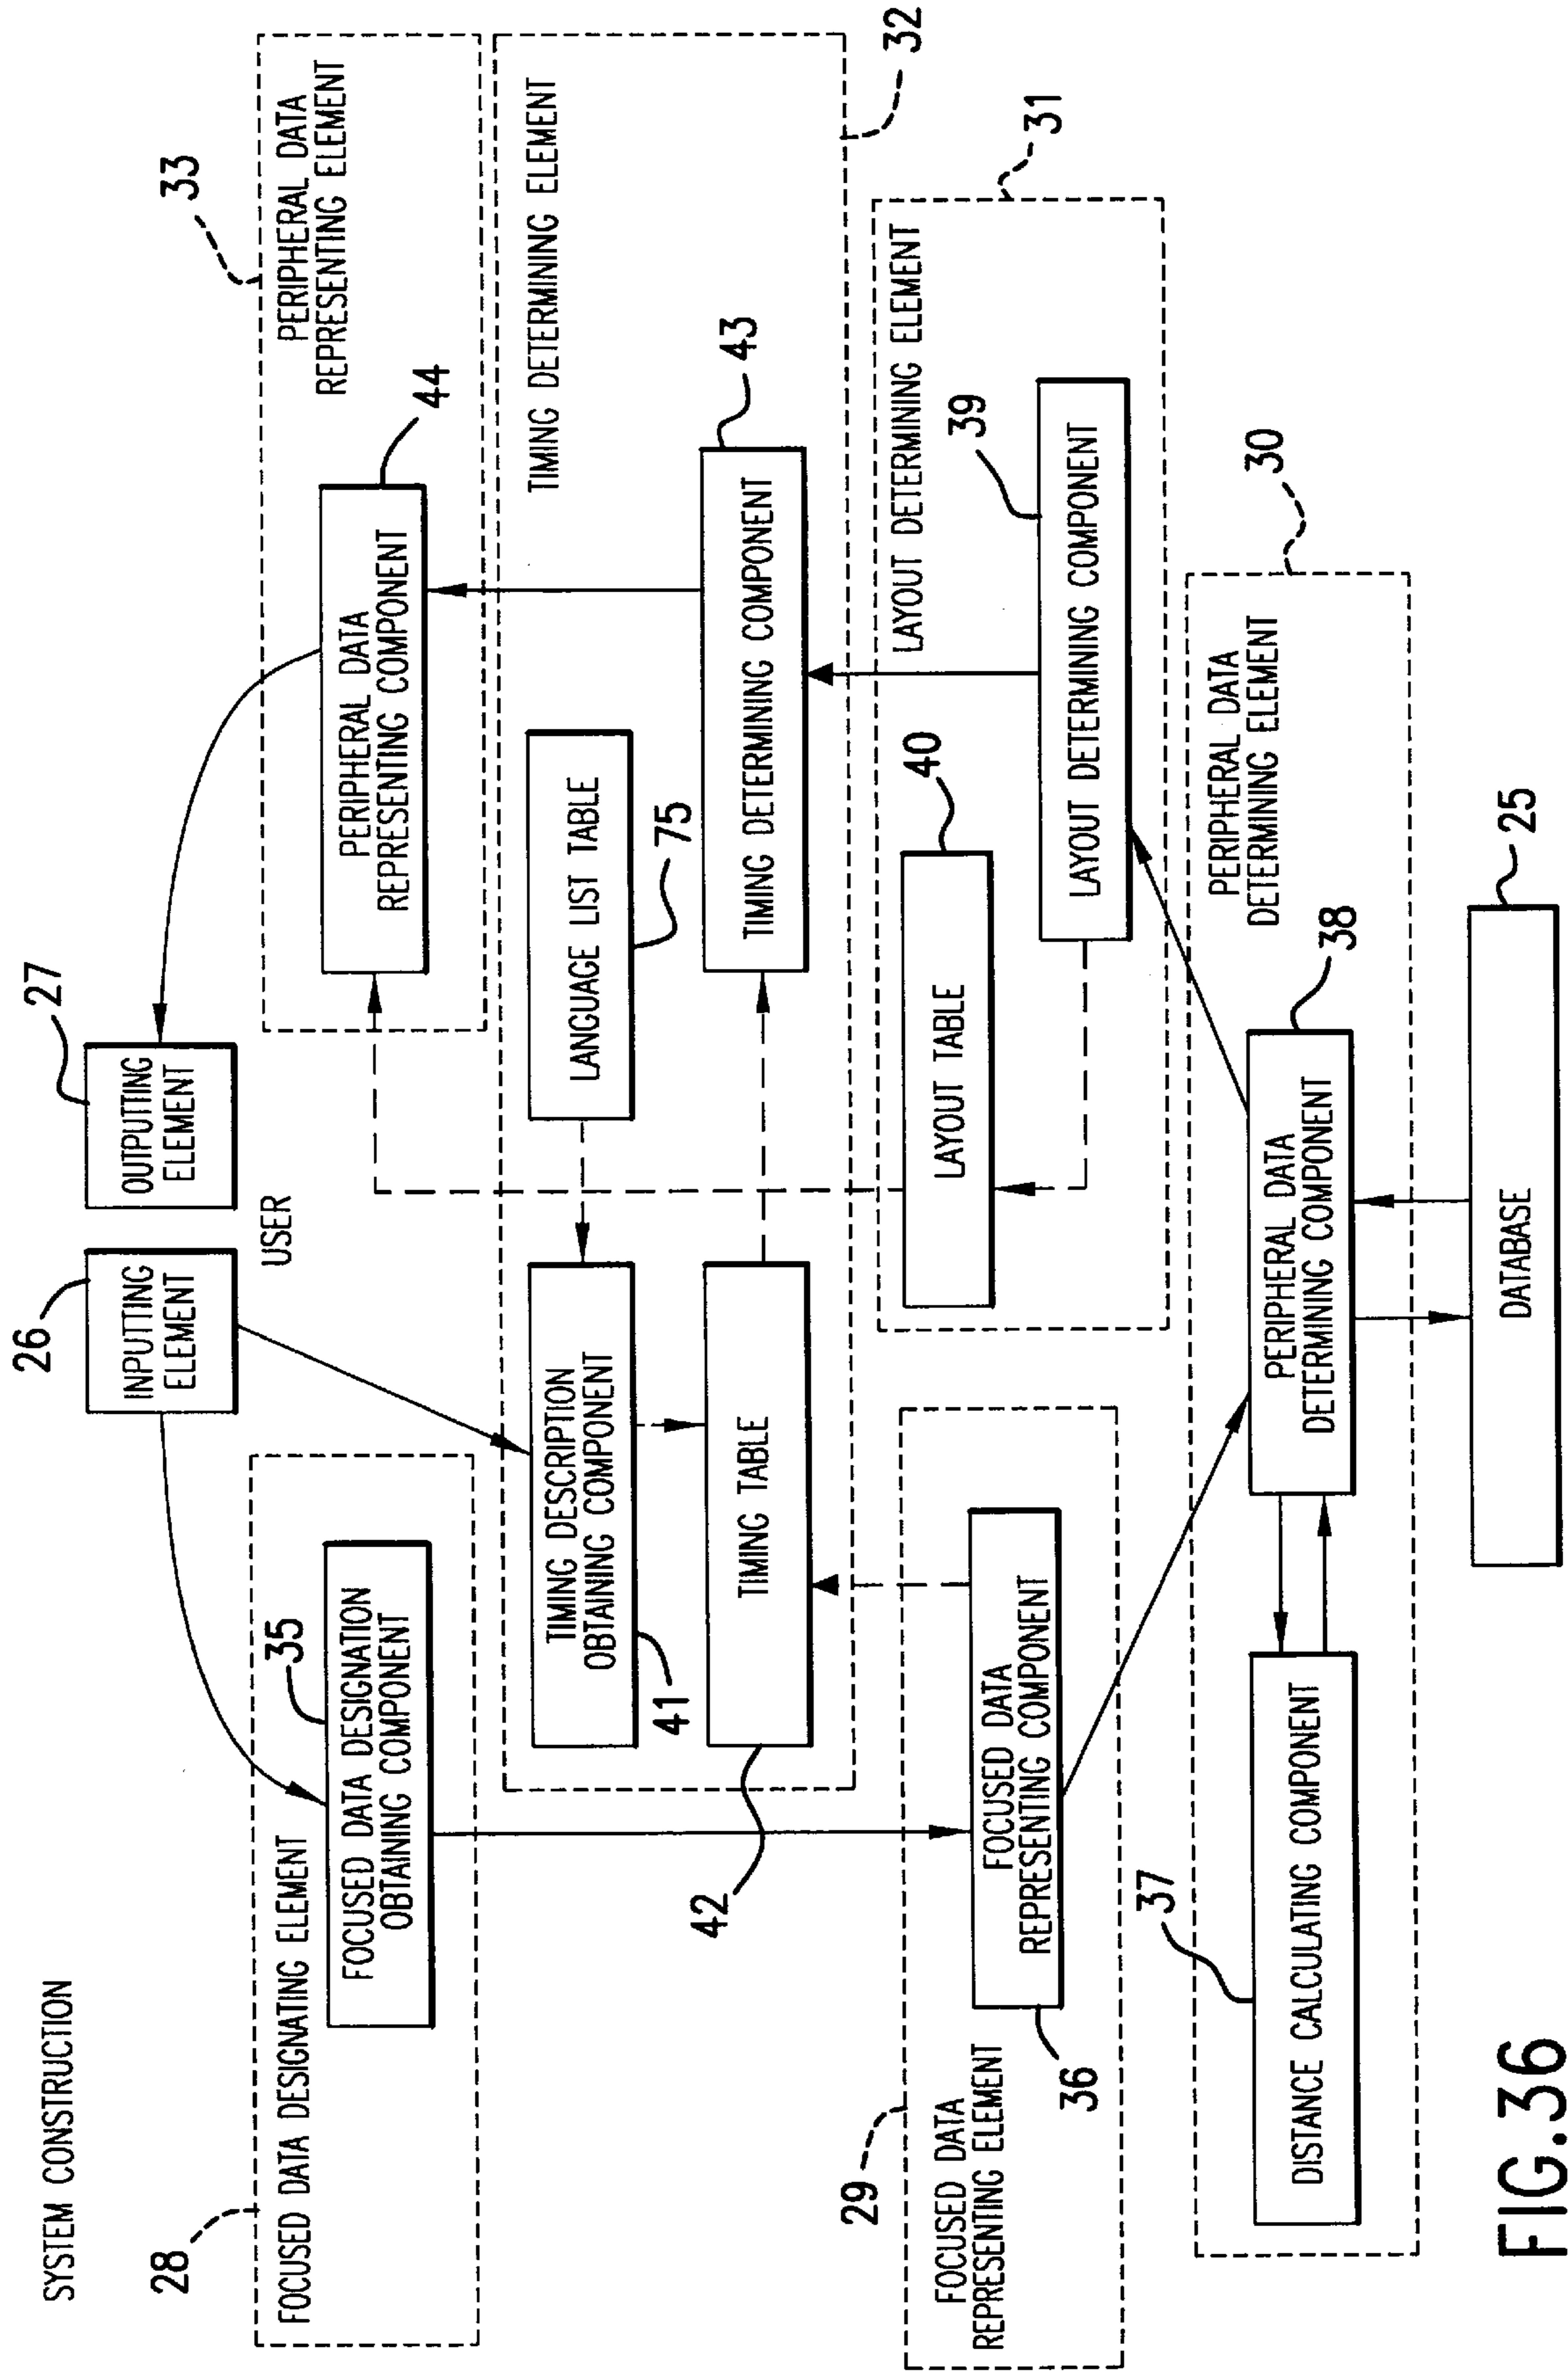 SYSTEM CONSTRUCTION
26
INPUTTING
ELEMENT
27
OUTPUTTING
ELEMENT
USER
28
FOCUSED DATA DESIGNATING ELEMENT
35
FOCUSED DATA DESIGNATION
OBTAINING COMPONENT
33
PERIPHERAL DATA
REPRESENTING ELEMENT
44
PERIPHERAL DATA
REPRESENTING COMPONENT
TIMING DETERMINING ELEMENT
32
TIMING DESCRIPTION
OBTAINING COMPONENT
41
LANGUAGE LIST TABLE
75
TIMING TABLE
42
TIMING DETERMINING COMPONENT
43
29
FOCUSED DATA
REPRESENTING ELEMENT
FOCUSED DATA
REPRESENTING COMPONENT
36
LAYOUT DETERMINING ELEMENT
31
LAYOUT TABLE
40
LAYOUT DETERMINING COMPONENT
39
PERIPHERAL DATA
DETERMINING ELEMENT
30
37
DISTANCE CALCULATING COMPONENT
PERIPHERAL DATA
DETERMINING COMPONENT
38
DATABASE
25
FIG.36